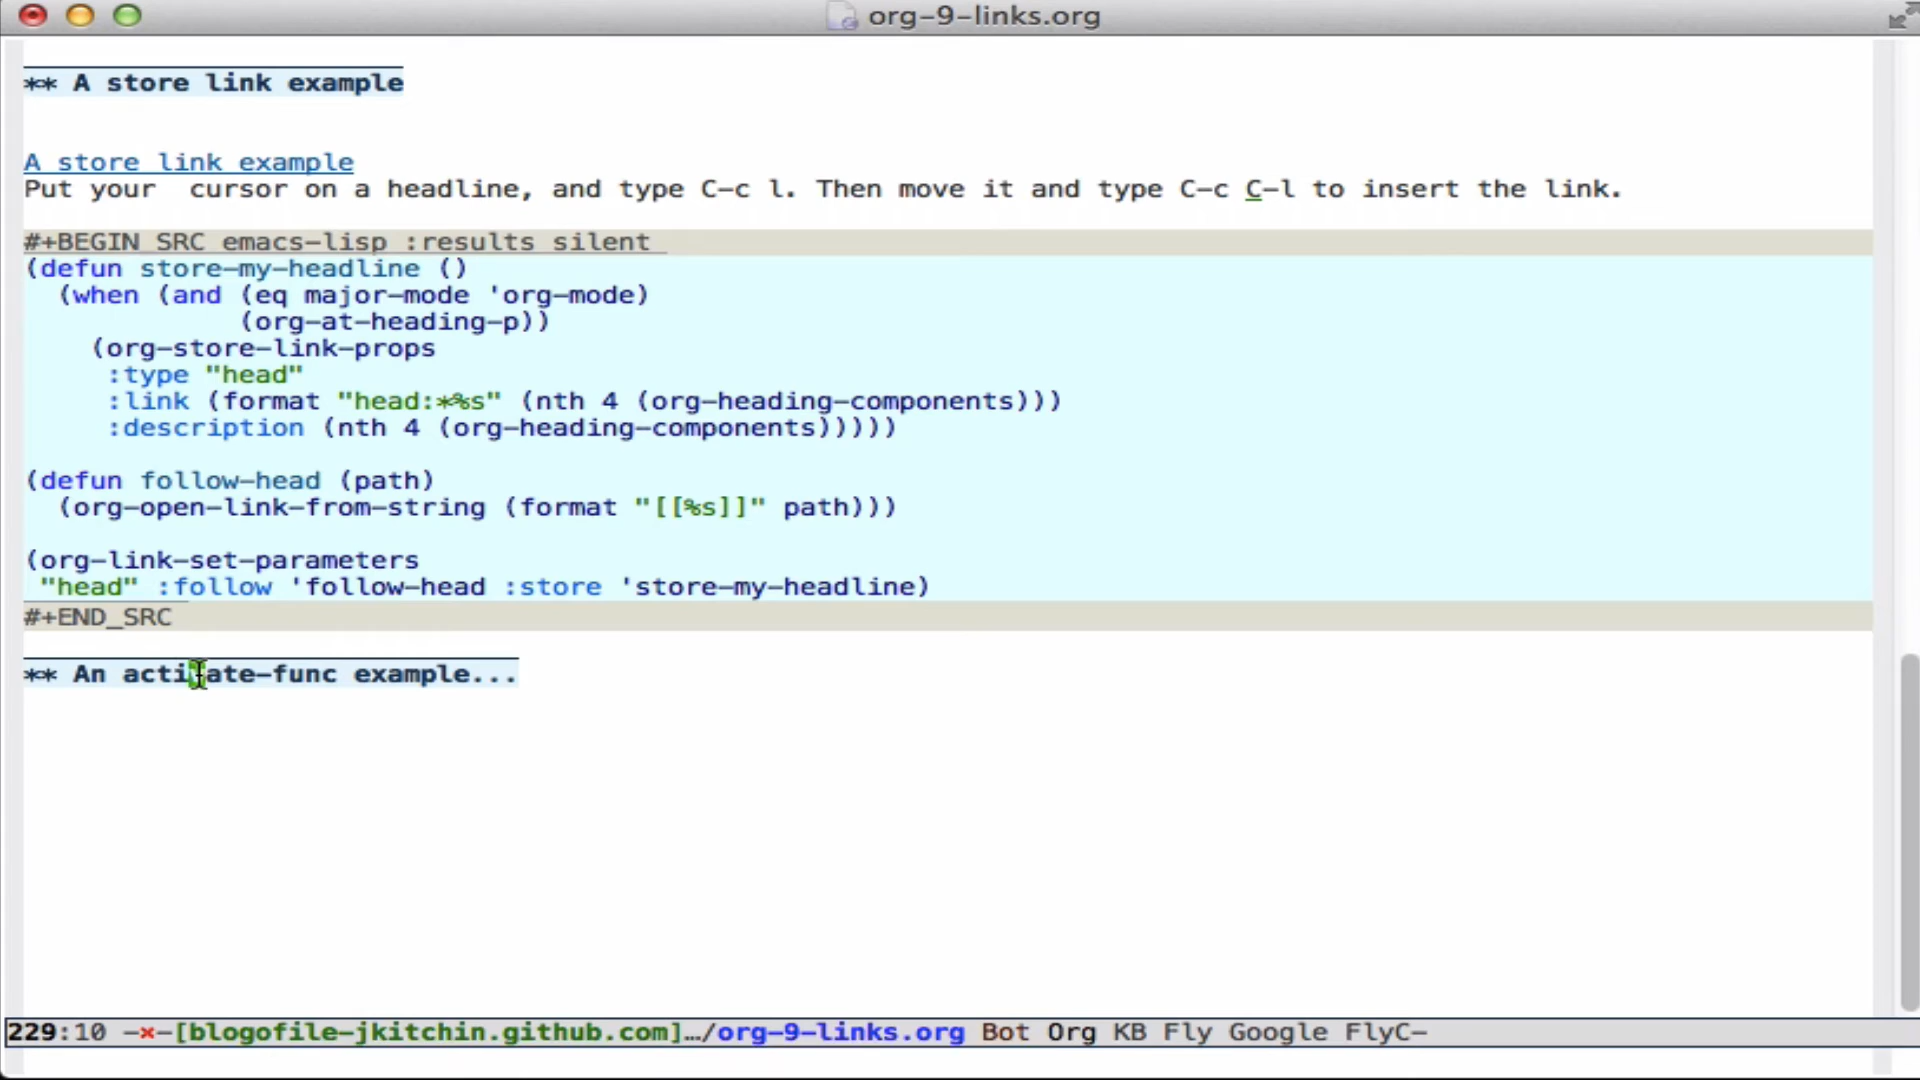 org-9-links.org
** A store link example
A store link example
Put your  cursor on a headline, and type C-c l. Then move it and type C-c C-l to insert the link.
#+BEGIN_SRC emacs-lisp :results silent
(defun store-my-headline ()
  (when (and (eq major-mode 'org-mode)
             (org-at-heading-p))
    (org-store-link-props
     :type "head"
     :link (format "head:*%s" (nth 4 (org-heading-components)))
     :description (nth 4 (org-heading-components)))))
(defun follow-head (path)
  (org-open-link-from-string (format "[[%s]]" path)))
(org-link-set-parameters
 "head" :follow 'follow-head :store 'store-my-headline)
#+END_SRC
** An activate-func example...
229:10 -×-[blogofile-jkitchin.github.com]…/org-9-links.org Bot Org KB Fly Google FlyC-